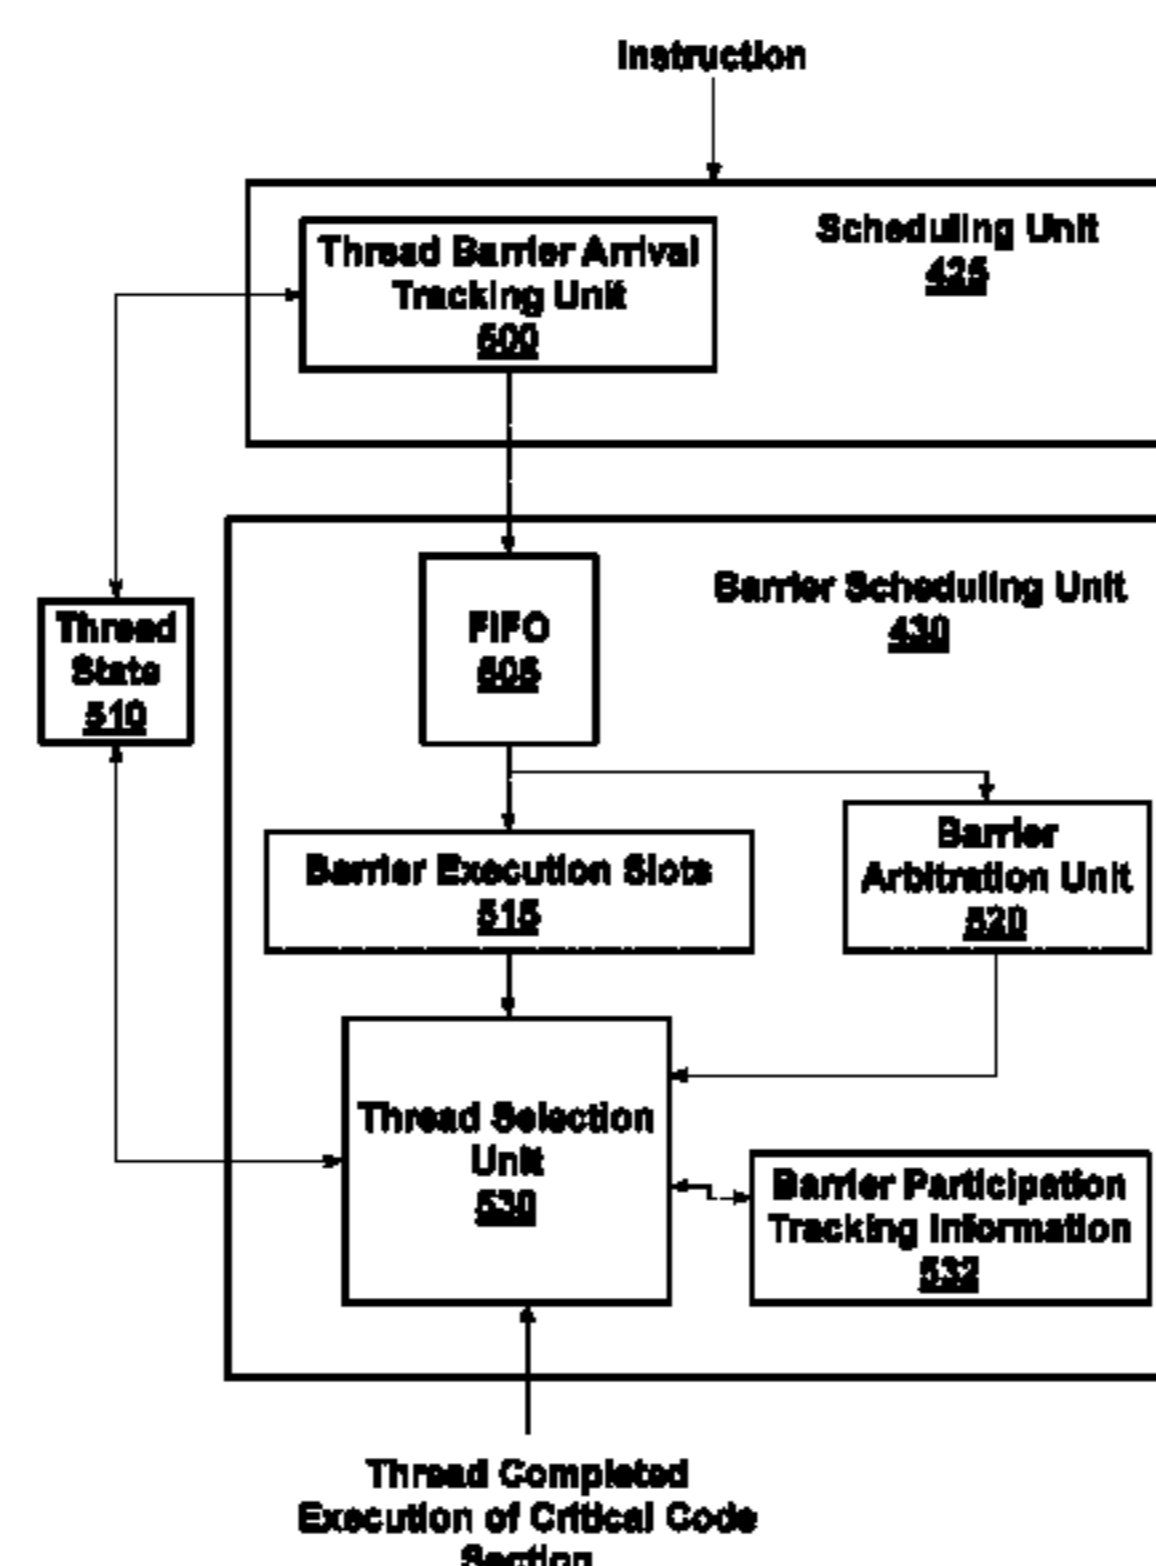 Instruction
Scheduling Unit
425
Thread Barrier Arrival
Tracking Unit
500
Barrier Scheduling Unit
430
FIFO
505
Thread
State
510
Barrier Execution Slots
515
Barrier
Arbitration Unit
520
Thread Selection
Unit
530
Barrier Participation
Tracking Information
532
Thread Completed
Execution of Critical Code
Section